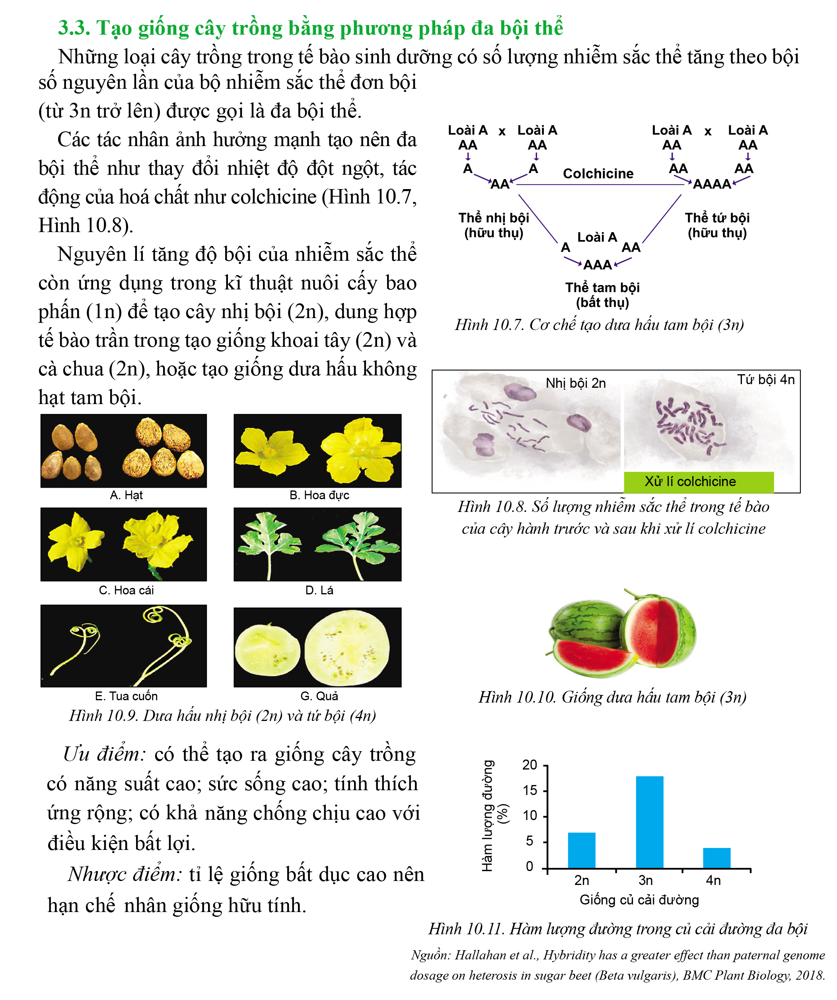 3.3. Tạo giống cây trồng bằng phương pháp đa bội thể
Những loại cây trồng trong tế bào sinh dưỡng có số lượng nhiễm sắc thể tăng theo bội
số nguyên lần của bộ nhiễm sắc thể đơn bội
(từ 3n trở lên) được gọi là đa bội thể.
Các tác nhân ảnh hưởng mạnh tạo nên đa
bội thể như thay đổi nhiệt độ đột ngột, tác
động của hoá chất như colchicine (Hình 10.7,
Hình 10.8).
Nguyên lí tăng độ bội của nhiễm sắc thể
còn ứng dụng trong kĩ thuật nuôi cấy bao
phấn (1n) để tạo cây nhị bội (2n), dung hợp
tế bào trần trong tạo giống khoai tây (2n) và
cà chua (2n), hoặc tạo giống dưa hấu không
hạt tam bội.
Loài A x Loài A
AA AA
A A
AA
Loài A x Loài A
AA AA
AA AA
AAAA
Colchicine
Thể nhị bội
(hữu thụ)
Thể tứ bội
(hữu thụ)
Loài A
A AA
AAA
Thể tam bội
(bất thụ)
Hình 10.7. Cơ chế tạo dưa hấu tam bội (3n)
Nhị bội 2n
Tứ bội 4n
Xử lí colchicine
Hình 10.8. Số lượng nhiễm sắc thể trong tế bào
của cây hành trước và sau khi xử lí colchicine
A. Hạt
B. Hoa đực
C. Hoa cái
D. Lá
E. Tua cuốn
G. Quả
Hình 10.9. Dưa hấu nhị bội (2n) và tứ bội (4n)
Hình 10.10. Giống dưa hấu tam bội (3n)
Ưu điểm: có thể tạo ra giống cây trồng
có năng suất cao; sức sống cao; tính thích
ứng rộng; có khả năng chống chịu cao với
điều kiện bất lợi.
Nhược điểm: tỉ lệ giống bất dục cao nên
hạn chế nhân giống hữu tính.
Hàm lượng đường
(%)
20
15
10
5
0
2n 3n 4n
Giống củ cải đường
Hình 10.11. Hàm lượng đường trong củ cải đường đa bội
Nguồn: Hallahan et al., Hybridity has a greater effect than paternal genome
dosage on heterosis in sugar beet (Beta vulgaris), BMC Plant Biology, 2018.